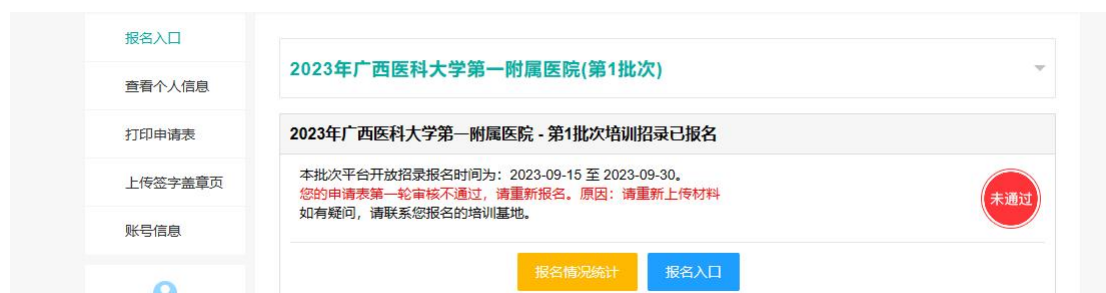 报名入口
查看个人信息
打印申请表
上传签字盖章页
账号信息
2023年广西医科大学第一附属医院(第1批次)
2023年广西医科大学第一附属医院 - 第1批次培训招录已报名
本批次平台开放招录报名时间为：2023-09-15 至 2023-09-30。
您的申请表第一轮审核不通过，请重新报名。原因：请重新上传材料
如有疑问，请联系您报名的培训基地。
未通过
报名情况统计
报名入口